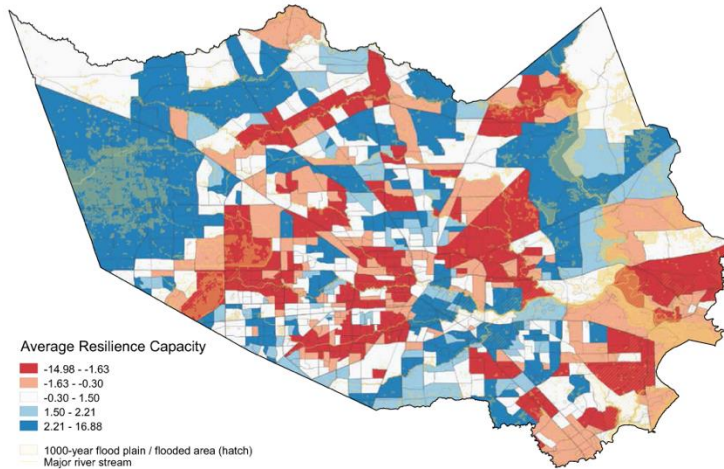 Average Resilience Capacity
-14.98 - -1.63
-1.63 - -0.30
-0.30 - 1.50
1.50 - 2.21
2.21 - 16.88
1000-year flood plain / flooded area (hatch)
Major river stream